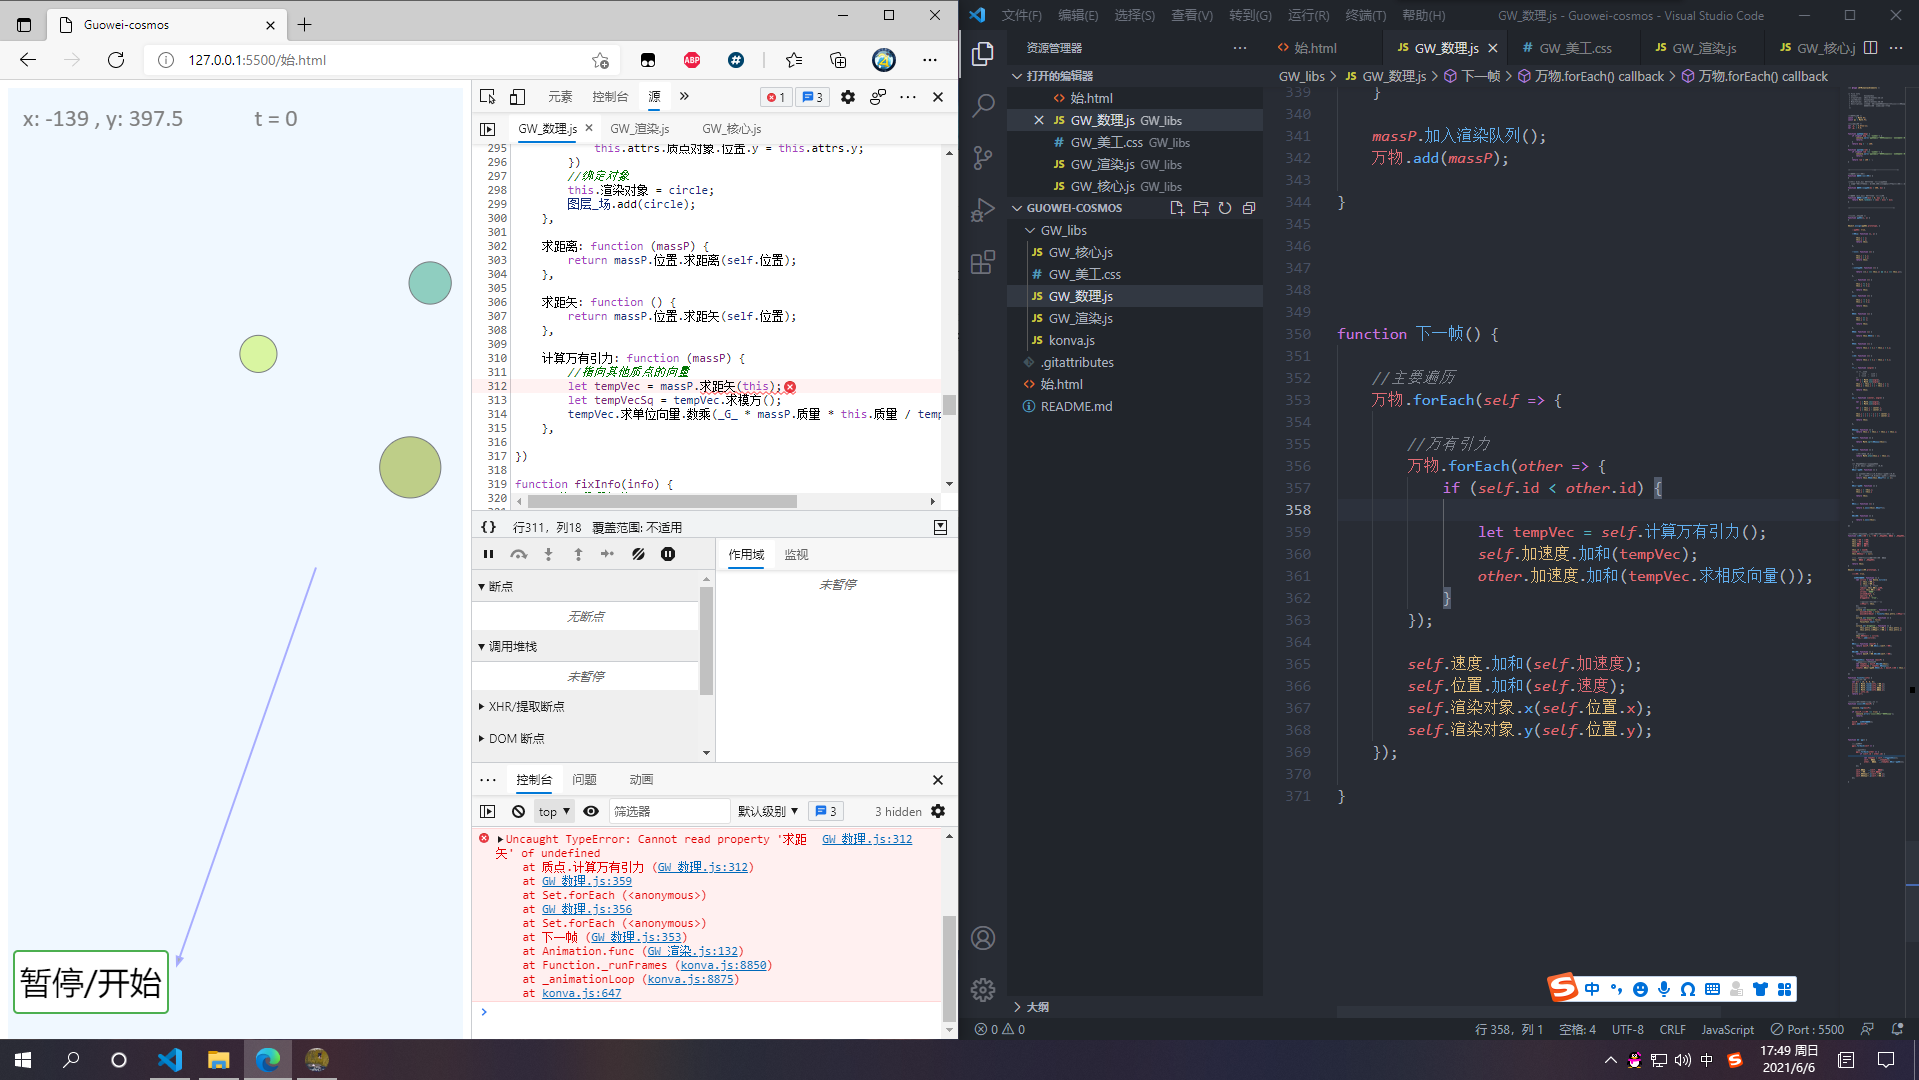 Guowei-cosmos
127.0.0.1:5500/始.html
x: -139 , y: 397.5
t = 0
暂停/开始
元素
控制台
源
1
3
GW_数理.js
GW_渲染.js
GW_核心.js
295 this.attrs.质点对象.位置.y = this.attrs.y;
296 })
297 //绑定对象
298 this.渲染对象 = circle;
299 图层_场.add(circle);
300 },
301
302 求距离: function (massP) {
303 return massP.位置.求距离(self.位置);
304 },
305
306 求距矢: function () {
307 return massP.位置.求距矢(self.位置);
308 },
309
310 计算万有引力: function (massP) {
311 //指向其他质点的向量
312 let tempVec = massP.求距矢(this);
313 let tempVecSq = tempVec.求模方();
314 tempVec.求单位向量.数乘(_G_ * massP.质量 * this.质量 / temp
315 },
316
317 })
318
319 function fixInfo(info) {
320
{} 行311，列18 覆盖范围: 不适用
作用域
监视
断点
未暂停
无断点
调用堆栈
未暂停
XHR/提取断点
DOM 断点
控制台
问题
动画
top
筛选器
默认级别
3
3 hidden
Uncaught TypeError: Cannot read property '求距 GW_数理.js:312
矢' of undefined
at 质点.计算万有引力 (GW_数理.js:312)
at GW_数理.js:359
at Set.forEach (<anonymous>)
at GW_数理.js:356
at Set.forEach (<anonymous>)
at 下一帧 (GW_数理.js:353)
at Animation.func (GW_渲染.js:132)
at Function._runFrames (konva.js:8850)
at _animationLoop (konva.js:8875)
at konva.js:647
文件(F) 编辑(E) 选择(S) 查看(V) 转到(G) 运行(R) 终端(T) 帮助(H)
GW_数理.js - Guowei-cosmos - Visual Studio Code
资源管理器
始.html
GW_数理.js
GW_美工.css
GW_渲染.js
GW_核心.j
打开的编辑器
始.html
GW_数理.js GW_libs
GW_美工.css GW_libs
GW_渲染.js GW_libs
GW_核心.js GW_libs
GUOWEI-COSMOS
GW_libs
GW_核心.js
GW_美工.css
GW_数理.js
GW_渲染.js
konva.js
.gitattributes
始.html
README.md
大纲
GW_libs > GW_数理.js > 下一帧 > 万物.forEach() callback > 万物.forEach() callback
339 }
340
341 massP.加入渲染队列();
342 万物.add(massP);
343
344 }
345
346
347
348
349
350 function 下一帧() {
351
352 //主要遍历
353 万物.forEach(self => {
354
355 //万有引力
356 万物.forEach(other => {
357 if (self.id < other.id) {
358
359 let tempVec = self.计算万有引力();
360 self.加速度.加和(tempVec);
361 other.加速度.加和(tempVec.求相反向量());
362 }
363 });
364
365 self.速度.加和(self.加速度);
366 self.位置.加和(self.速度);
367 self.渲染对象.x(self.位置.x);
368 self.渲染对象.y(self.位置.y);
369 });
370
371 }
中
0 0
行 358，列 1 空格: 4 UTF-8 CRLF JavaScript Port : 5500
中
17:49 周日
2021/6/6